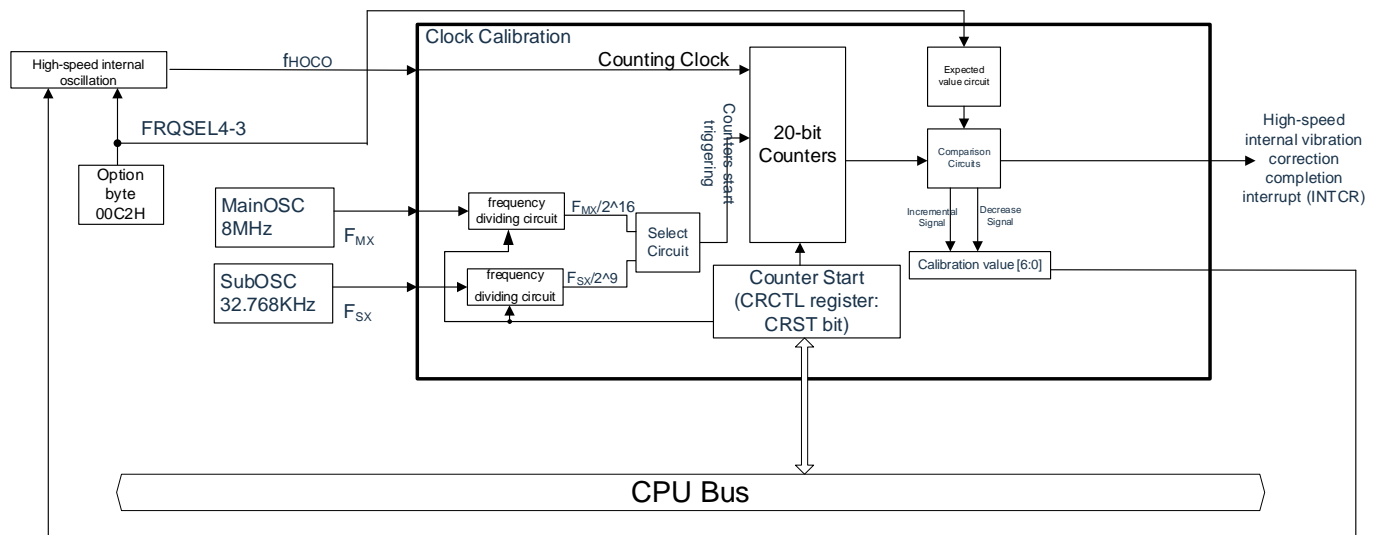 Clock Calibration
High-speed internal
oscillation
fHOCO
Counting Clock
Expected
value circuit
FRQSEL4-3
Counters start
triggering
20-bit
Counters
Option
byte
00C2H
Comparison
Circuits
High-speed
internal vibration
correction
completion
interrupt (INTCR)
MainOSC
8MHz
FMX
frequency
dividing circuit
FMX/2^16
Select
Circuit
Incremental
Signal
Decrease
Signal
SubOSC
32.768KHz
FSX
frequency
dividing circuit
FSX/2^9
Counter Start
(CRCTL register:
CRST bit)
Calibration value [6:0]
CPU Bus